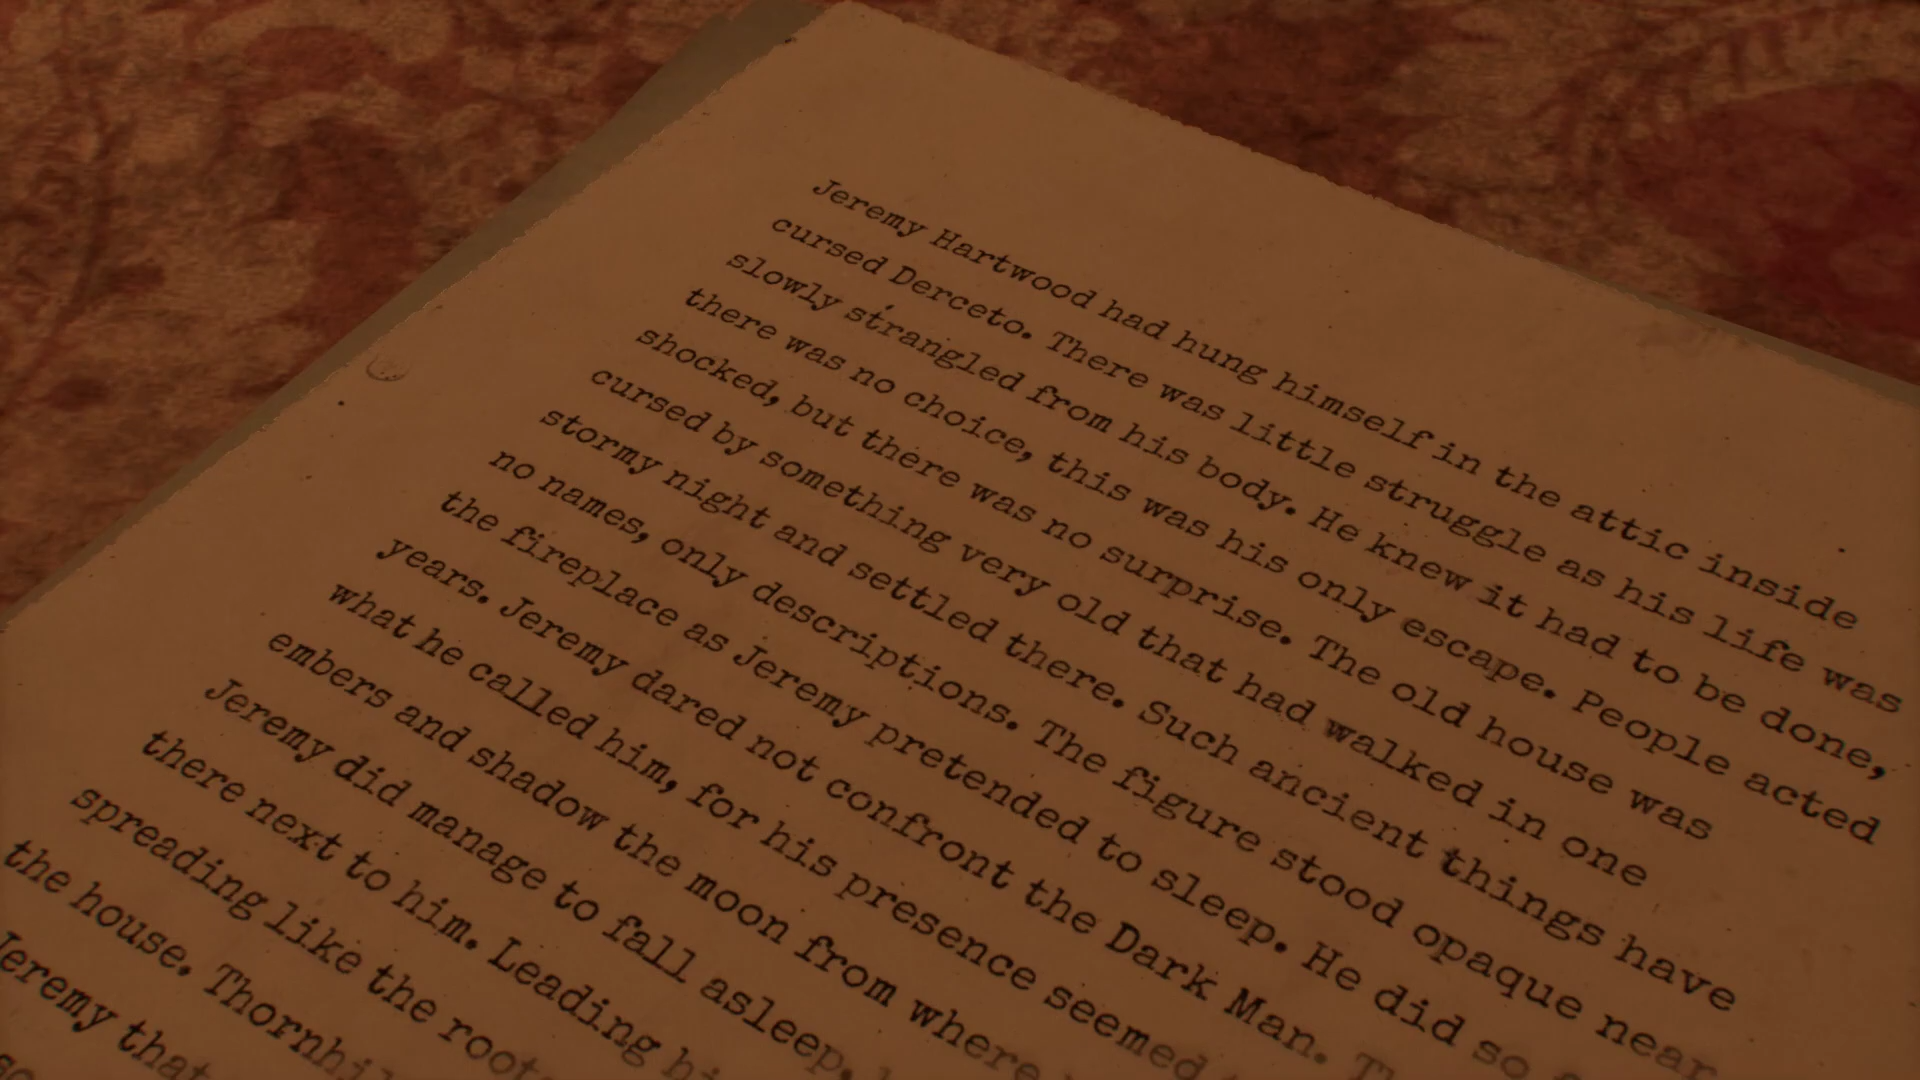 Jeremy Hartwood had hung himself in the attic inside
cursed Derceto. There was little struggle as his life was
slowly strangled from his body. He knew it had to be done,
there was no choice, this was his only escape. People acted
shocked, but there was no surprise. The old house was
cursed by something very old that had walked in one
stormy night and settled there. Such ancient things have
no names, only descriptions. The figure stood opaque near
the fireplace as Jeremy pretended to sleep. He did so
years. Jeremy dared not confront the Dark Man.
what he called him, for his presence seemed
embers and shadow the moon from where
Jeremy did manage to fall asleep.
there next to him. Leading
spreading like the
the house.
Jeremy that